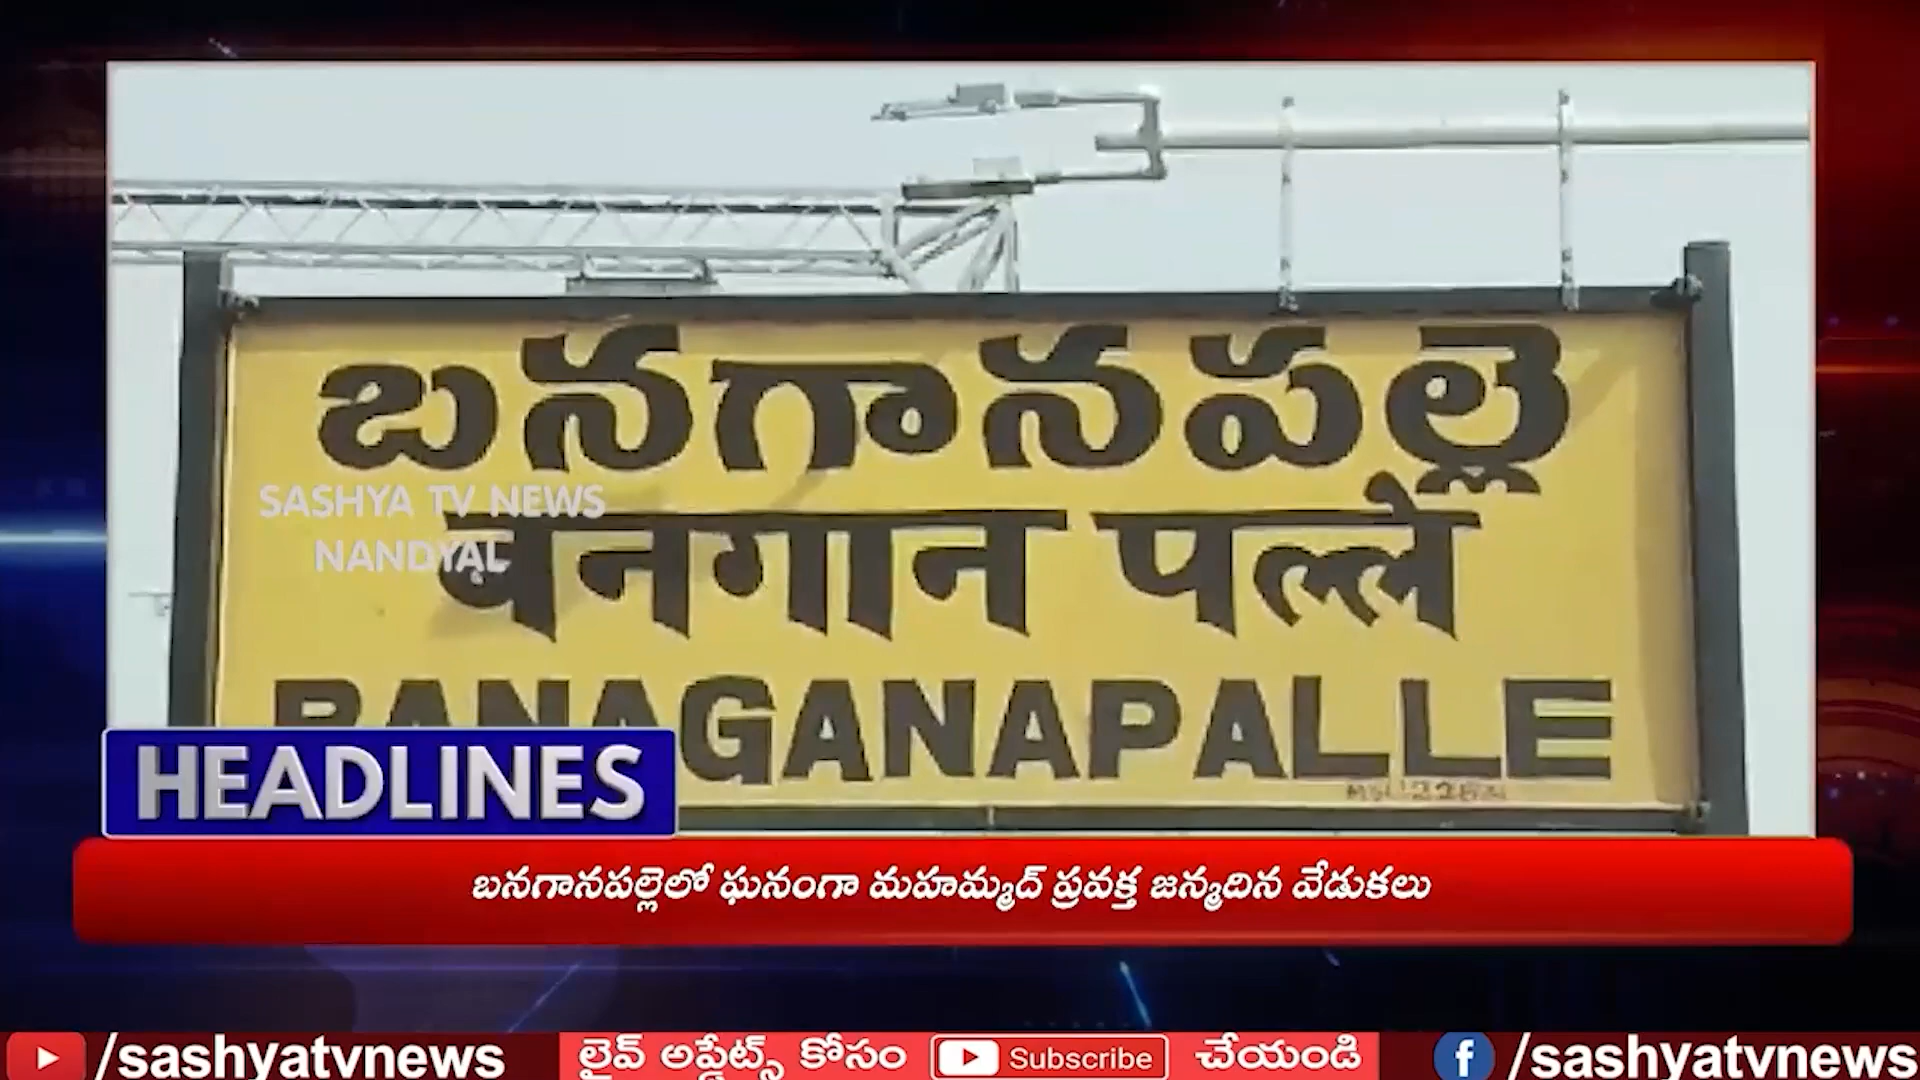 బనగానపల్లె
SASHYA TV NEWS
NANDYAL
बनगान पल्ले
BANAGANAPALLE
HEADLINES
బనగానపల్లెలో ఘనంగా మహమ్మద్ ప్రవక్త జన్మదిన వేడుకలు
/sashyatvnews లైవ్ అప్డేట్స్ కోసం Subscribe చేయండి /sashyatvnews